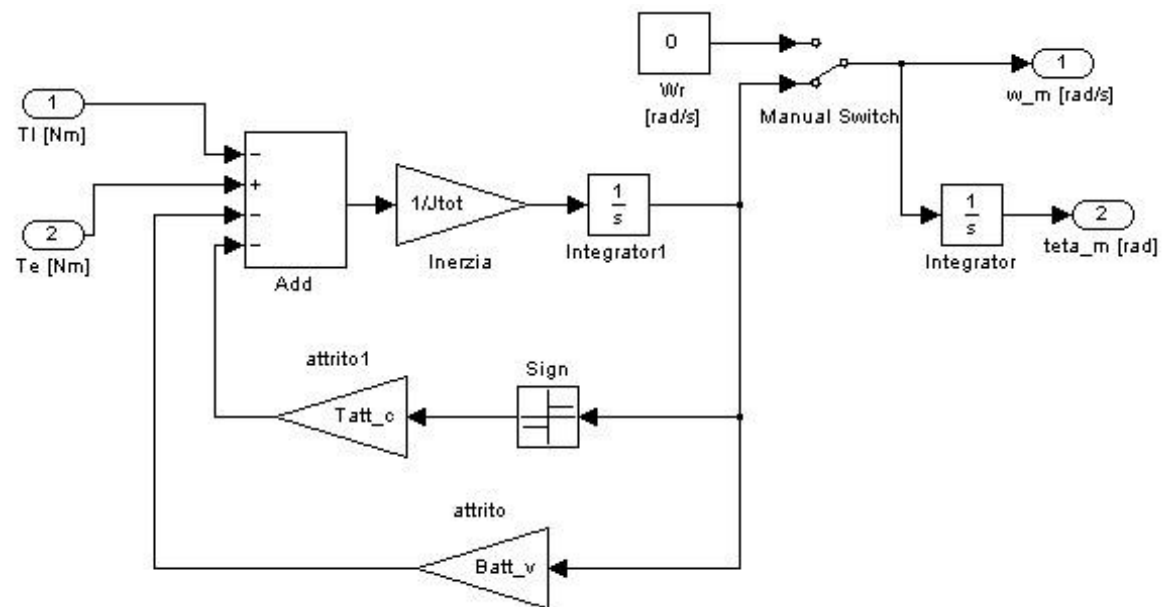 0
Wr
[rad/s]
Manual Switch
1
w_m [rad/s]
1
Tl [Nm]
2
Te [Nm]
−
+
−
−
Add
1/Jtot
Inerzia
1
s
Integrator1
1
s
Integrator
2
teta_m [rad]
attrito1
Tatt_c
Sign
attrito
Batt_v